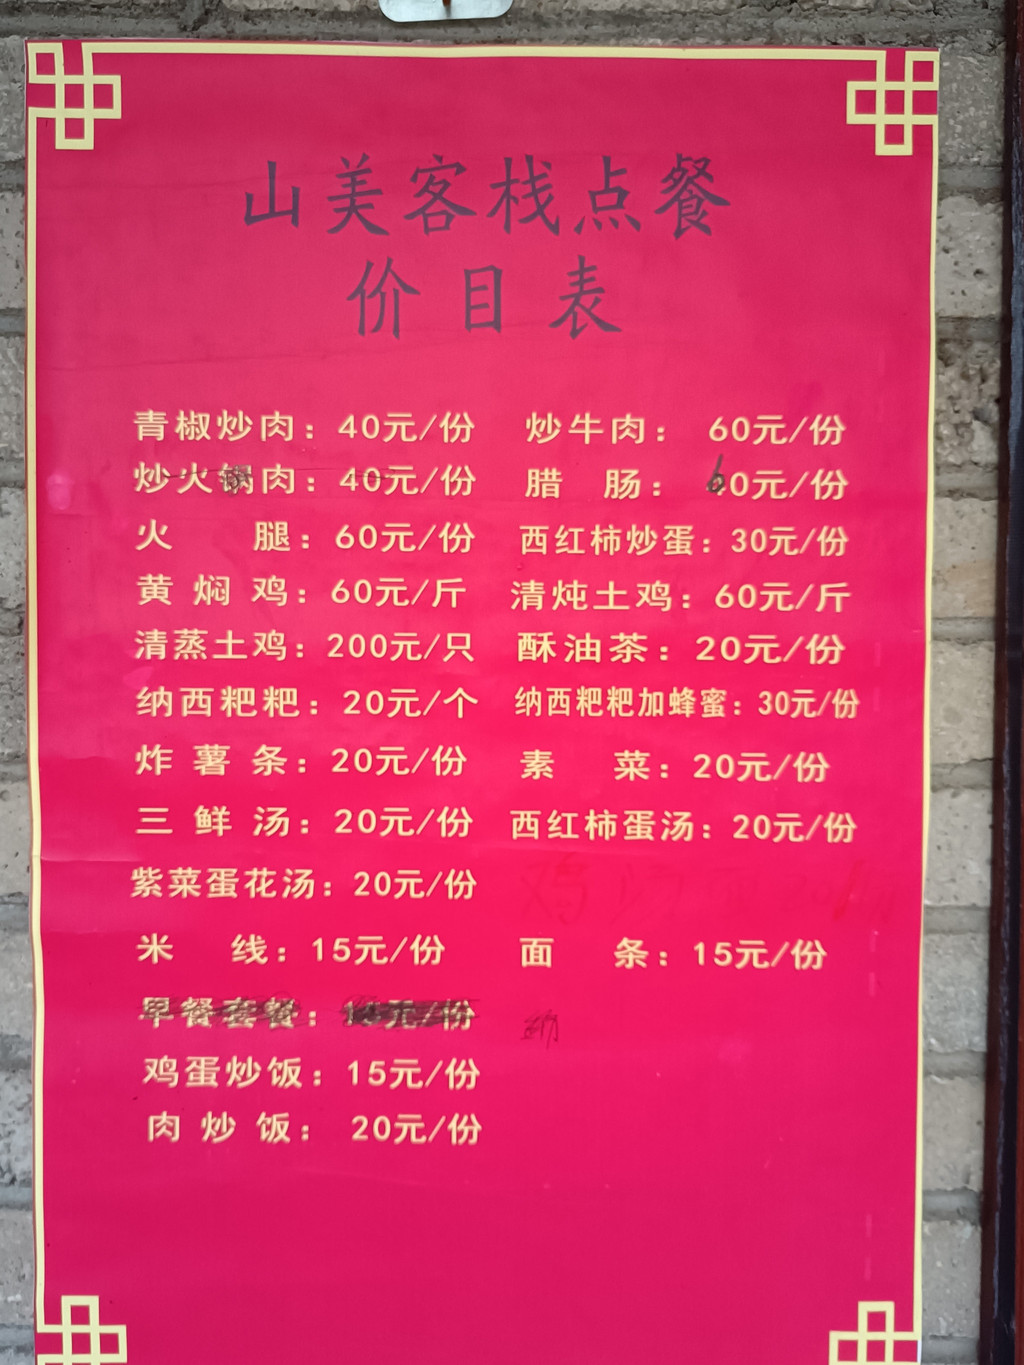 山美客栈点餐
价目表
青椒炒肉：40元/份 炒牛肉：60元/份
炒火锅肉：40元/份 腊肠：60元/份
火腿：60元/份 西红柿炒蛋：30元/份
黄焖鸡：60元/斤 清炖土鸡：60元/斤
清蒸土鸡：200元/只 酥油茶：20元/份
纳西粑粑：20元/个 纳西粑粑加蜂蜜：30元/份
炸薯条：20元/份 素菜：20元/份
三鲜汤：20元/份 西红柿蛋汤：20元/份
紫菜蛋花汤：20元/份
米线：15元/份 面条：15元/份
早餐套餐：元/份
鸡蛋炒饭：15元/份
肉炒饭：20元/份